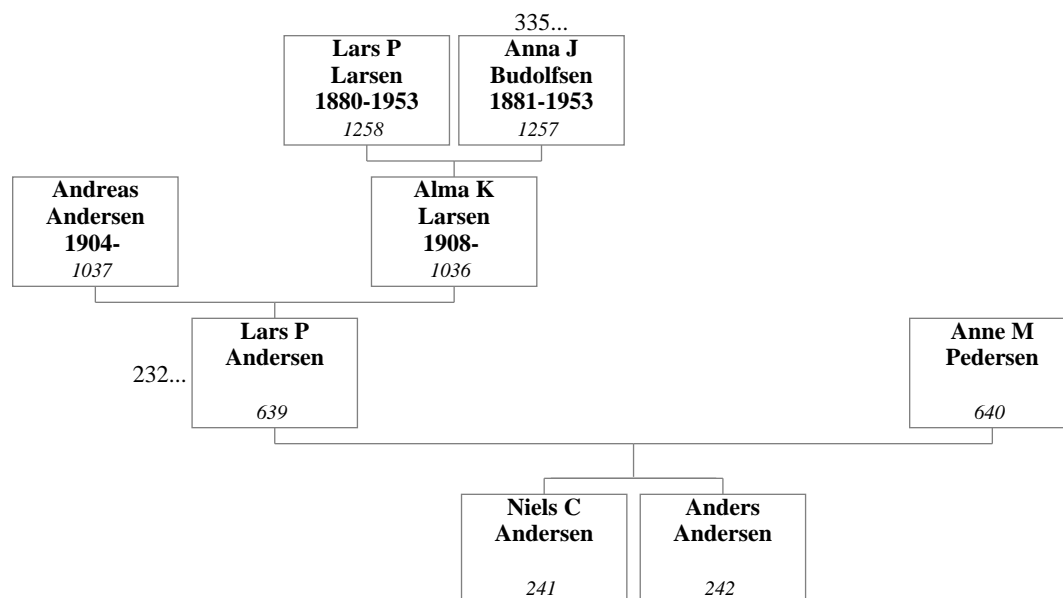 335...
Lars P
Larsen
1880-1953
1258
Anna J
Budolfsen
1881-1953
1257
Andreas
Andersen
1904-
1037
Alma K
Larsen
1908-
1036
232...
Lars P
Andersen
639
Anne M
Pedersen
640
Niels C
Andersen
241
Anders
Andersen
242